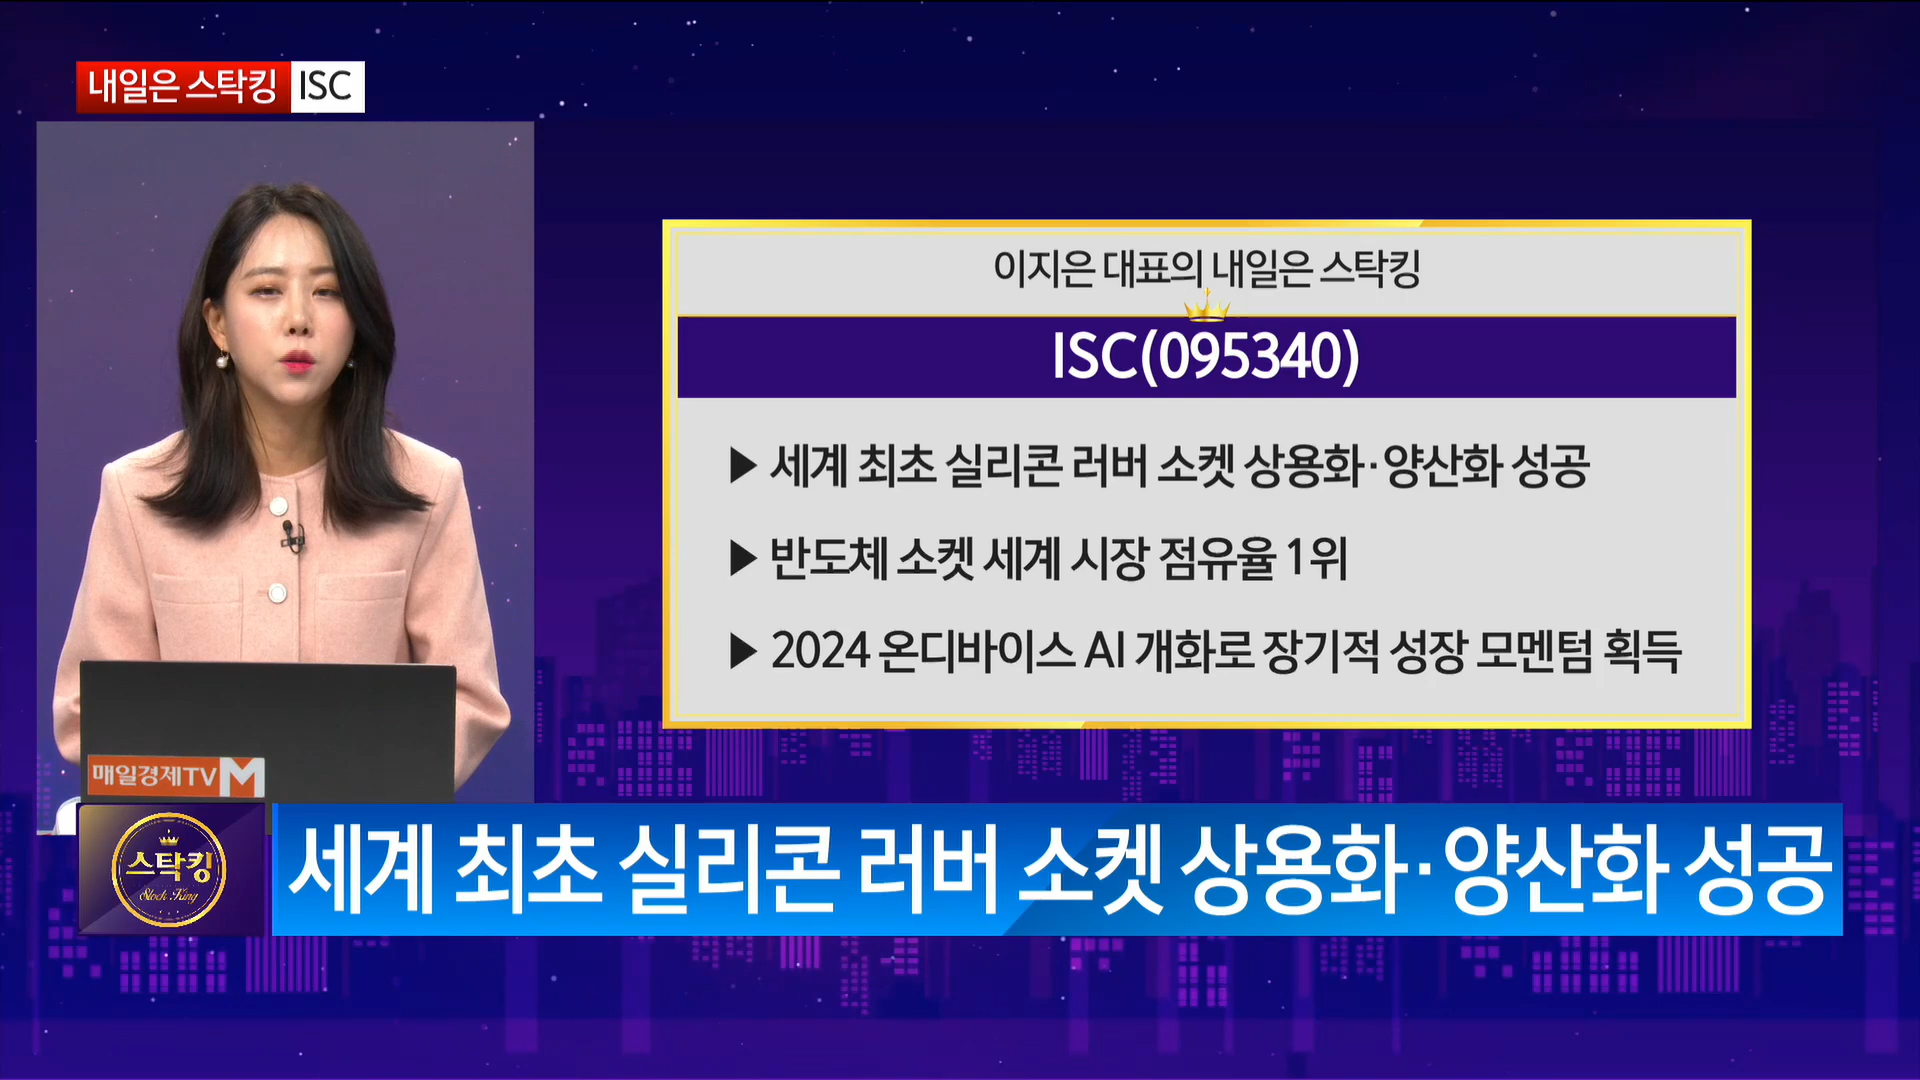 내일은 스탁킹 ISC
이지은 대표의 내일은 스탁킹
ISC(095340)
▶ 세계 최초 실리콘 러버 소켓 상용화·양산화 성공
▶ 반도체 소켓 세계 시장 점유율 1위
▶ 2024 온디바이스 AI 개화로 장기적 성장 모멘텀 획득
매일경제TV M
스탁킹
Stock King
세계 최초 실리콘 러버 소켓 상용화·양산화 성공